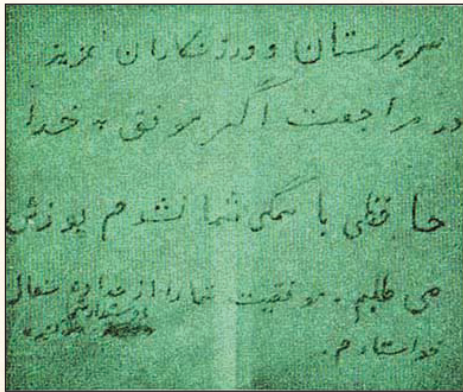 سرپرستان و ورزشکاران عزیز
در مراجعت اگر موفق به خدا
حافظی با همگی شما نشدم پوزش
می طلبم. موفقیت شما را از خداوند متعال
خواستارم.